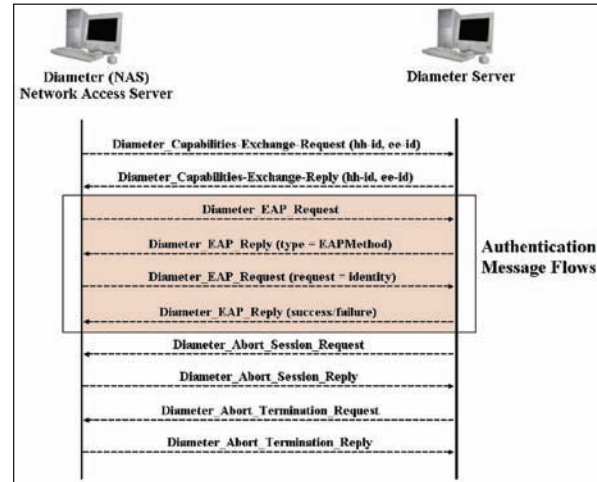 Diameter (NAS)
Network Access Server
Diameter Server
Diameter_Capabilities-Exchange-Request (hh-id, ee-id)
Diameter_Capabilities-Exchange-Reply (hh-id, ee-id)
Diameter_EAP_Request
Diameter_EAP_Reply (type = EAPMethod)
Diameter_EAP_Request (request = identity)
Diameter_EAP_Reply (success/failure)
Authentication
Message Flows
Diameter_Abort_Session_Request
Diameter_Abort_Session_Reply
Diameter_Abort_Termination_Request
Diameter_Abort_Termination_Reply